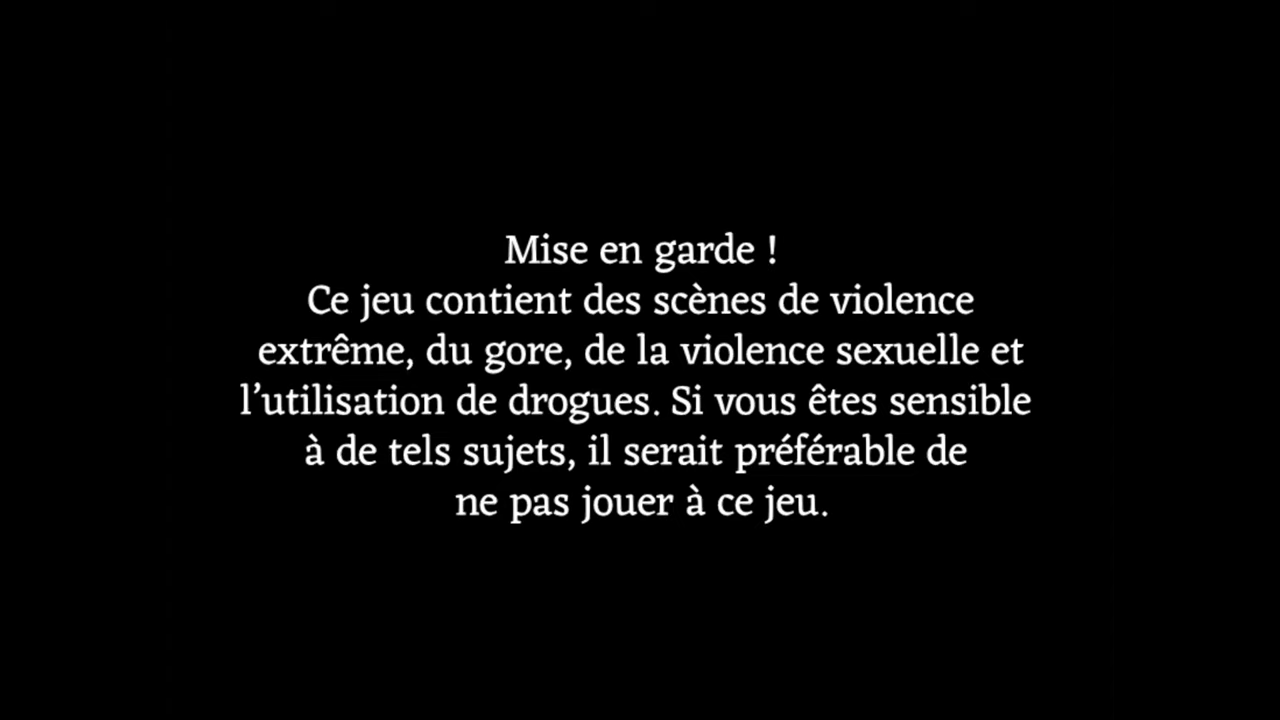 Mise en garde !
Ce jeu contient des scènes de violence
extrême, du gore, de la violence sexuelle et
l’utilisation de drogues. Si vous êtes sensible
à de tels sujets, il serait préférable de
ne pas jouer à ce jeu.